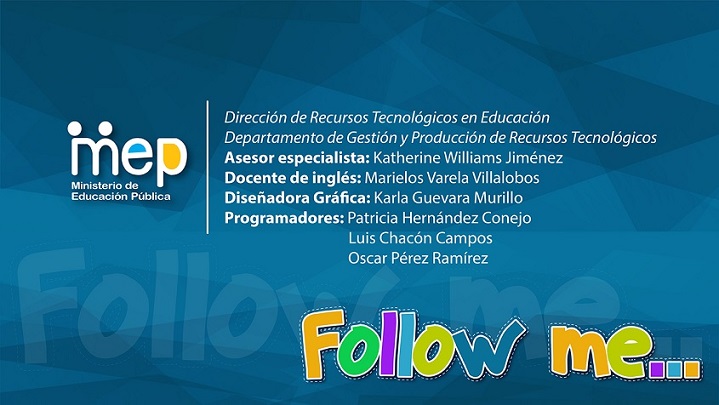 mep
Ministerio de
Educación Pública
Dirección de Recursos Tecnológicos en Educación
Departamento de Gestión y Producción de Recursos Tecnológicos
Asesor especialista: Katherine Williams Jiménez
Docente de inglés: Marielos Varela Villalobos
Diseñadora Gráfica: Karla Guevara Murillo
Programadores: Patricia Hernández Conejo
Luis Chacón Campos
Oscar Pérez Ramírez
Follow me...
Follow me...